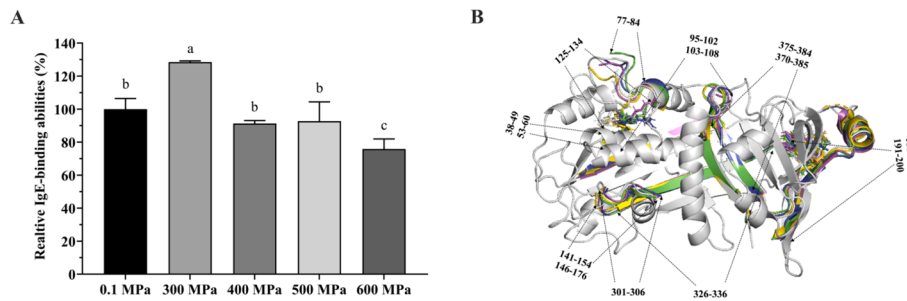 A
Realtive IgE-binding abilities (%)
140
120
100
80
60
40
20
0
b
a
b
b
c
0.1 MPa
300 MPa
400 MPa
500 MPa
600 MPa
B
77-84
125-134
95-102
103-108
375-384
370-385
38-49
53-60
191-200
141-154
146-176
301-306
326-336